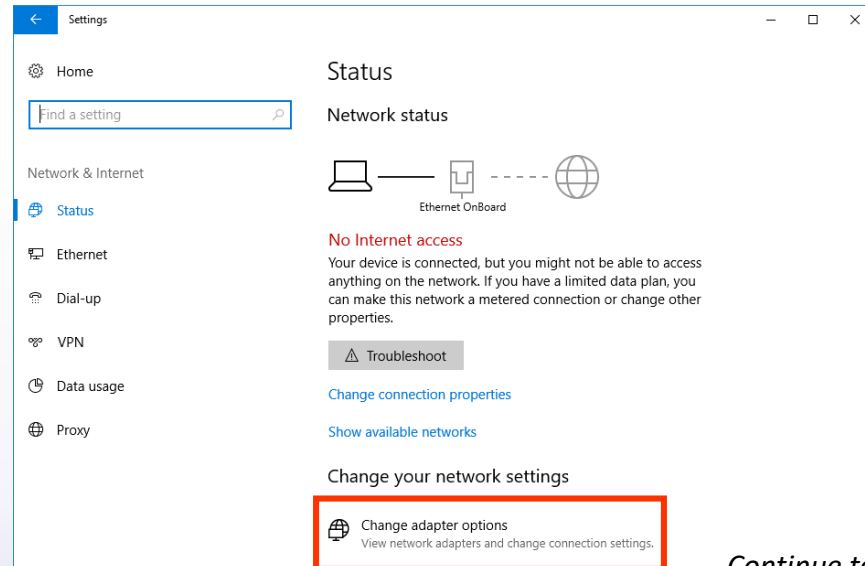 Settings
Home
Find a setting
Network & Internet
Status
Ethernet
Dial-up
VPN
Data usage
Proxy
Status
Network status
Ethernet OnBoard
No Internet access
Your device is connected, but you might not be able to access
anything on the network. If you have a limited data plan, you
can make this network a metered connection or change other
properties.
Troubleshoot
Change connection properties
Show available networks
Change your network settings
Change adapter options
View network adapters and change connection settings.
Continue